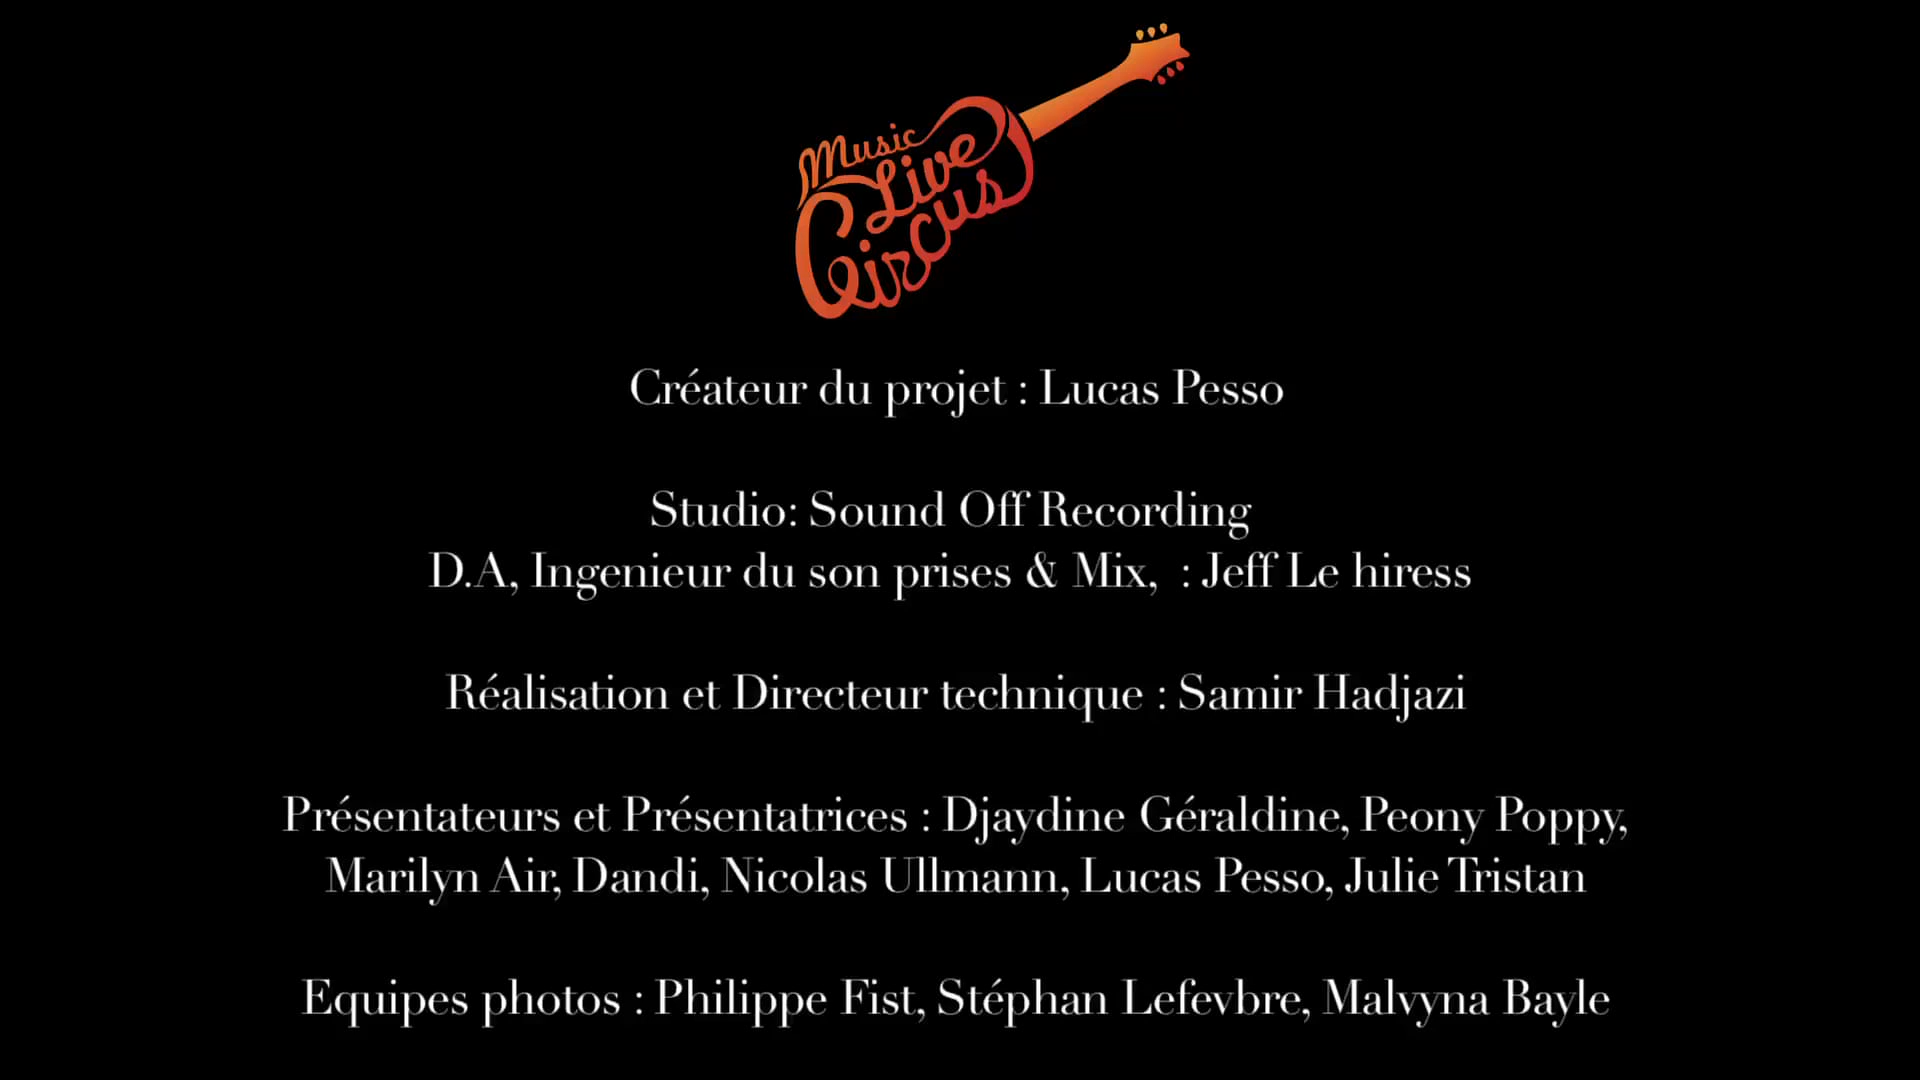 Music
Live
Circus
Créateur du projet : Lucas Pesso
Studio: Sound Off Recording
D.A, Ingenieur du son prises & Mix,  : Jeff Le hiress
Réalisation et Directeur technique : Samir Hadjazi
Présentateurs et Présentatrices : Djaydine Géraldine, Peony Poppy,
Marilyn Air, Dandi, Nicolas Ullmann, Lucas Pesso, Julie Tristan
Equipes photos : Philippe Fist, Stéphan Lefevbre, Malvyna Bayle